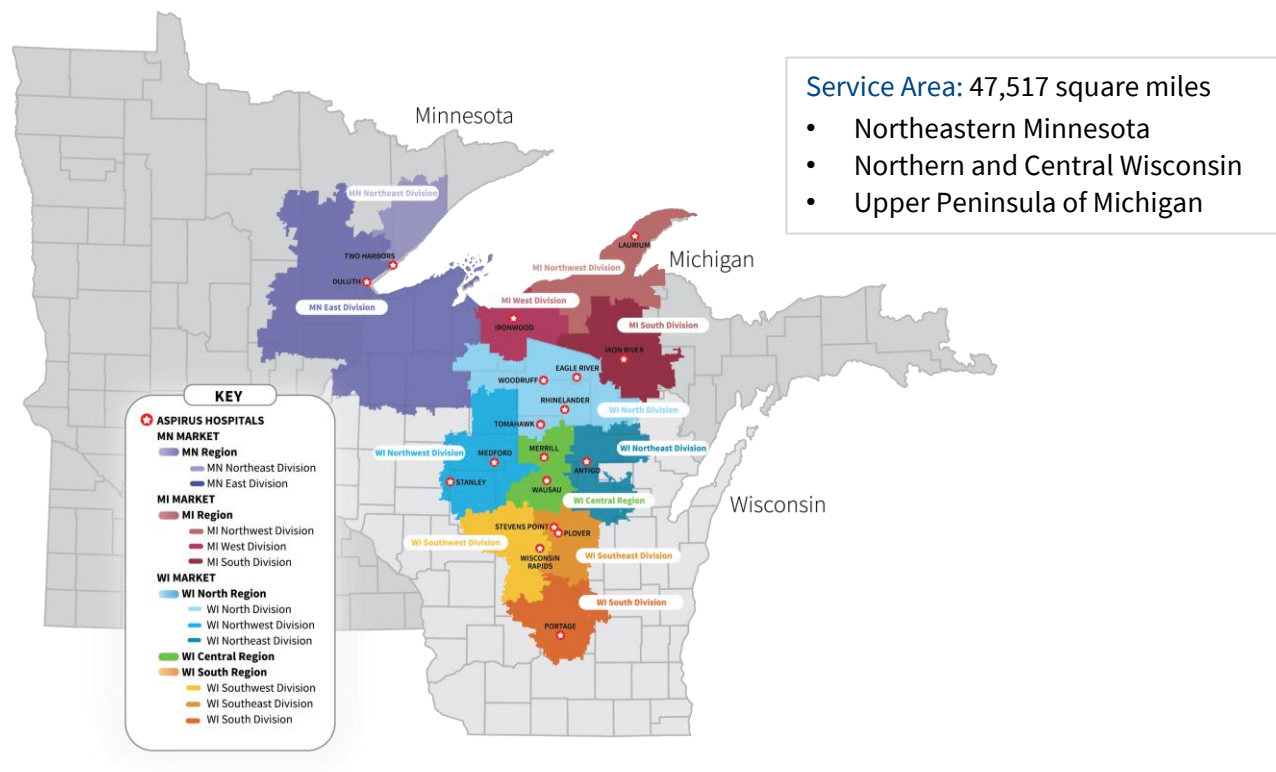 Minnesota
Service Area: 47,517 square miles
• Northeastern Minnesota
• Northern and Central Wisconsin
• Upper Peninsula of Michigan
MN Northeast Division
TWO HARBORS
DULUTH
MN East Division
LAURIUM
Michigan
MI Northwest Division
MI West Division
IRONWOOD
MI South Division
IRON RIVER
EAGLE RIVER
WOODRUFF
RHINELANDER
WI North Division
TOMAHAWK
WI Northwest Division
MEDFORD
MERRILL
WI Northeast Division
ANTIGO
STANLEY
WAUSAU
WI Central Region
Wisconsin
STEVENS POINT
PLOVER
WI Southwest Division
WISCONSIN
RAPIDS
WI Southeast Division
WI South Division
PORTAGE
KEY
ASPIRUS HOSPITALS
MN MARKET
MN Region
MN Northeast Division
MN East Division
MI MARKET
MI Region
MI Northwest Division
MI West Division
MI South Division
WI MARKET
WI North Region
WI North Division
WI Northwest Division
WI Northeast Division
WI Central Region
WI South Region
WI Southwest Division
WI Southeast Division
WI South Division